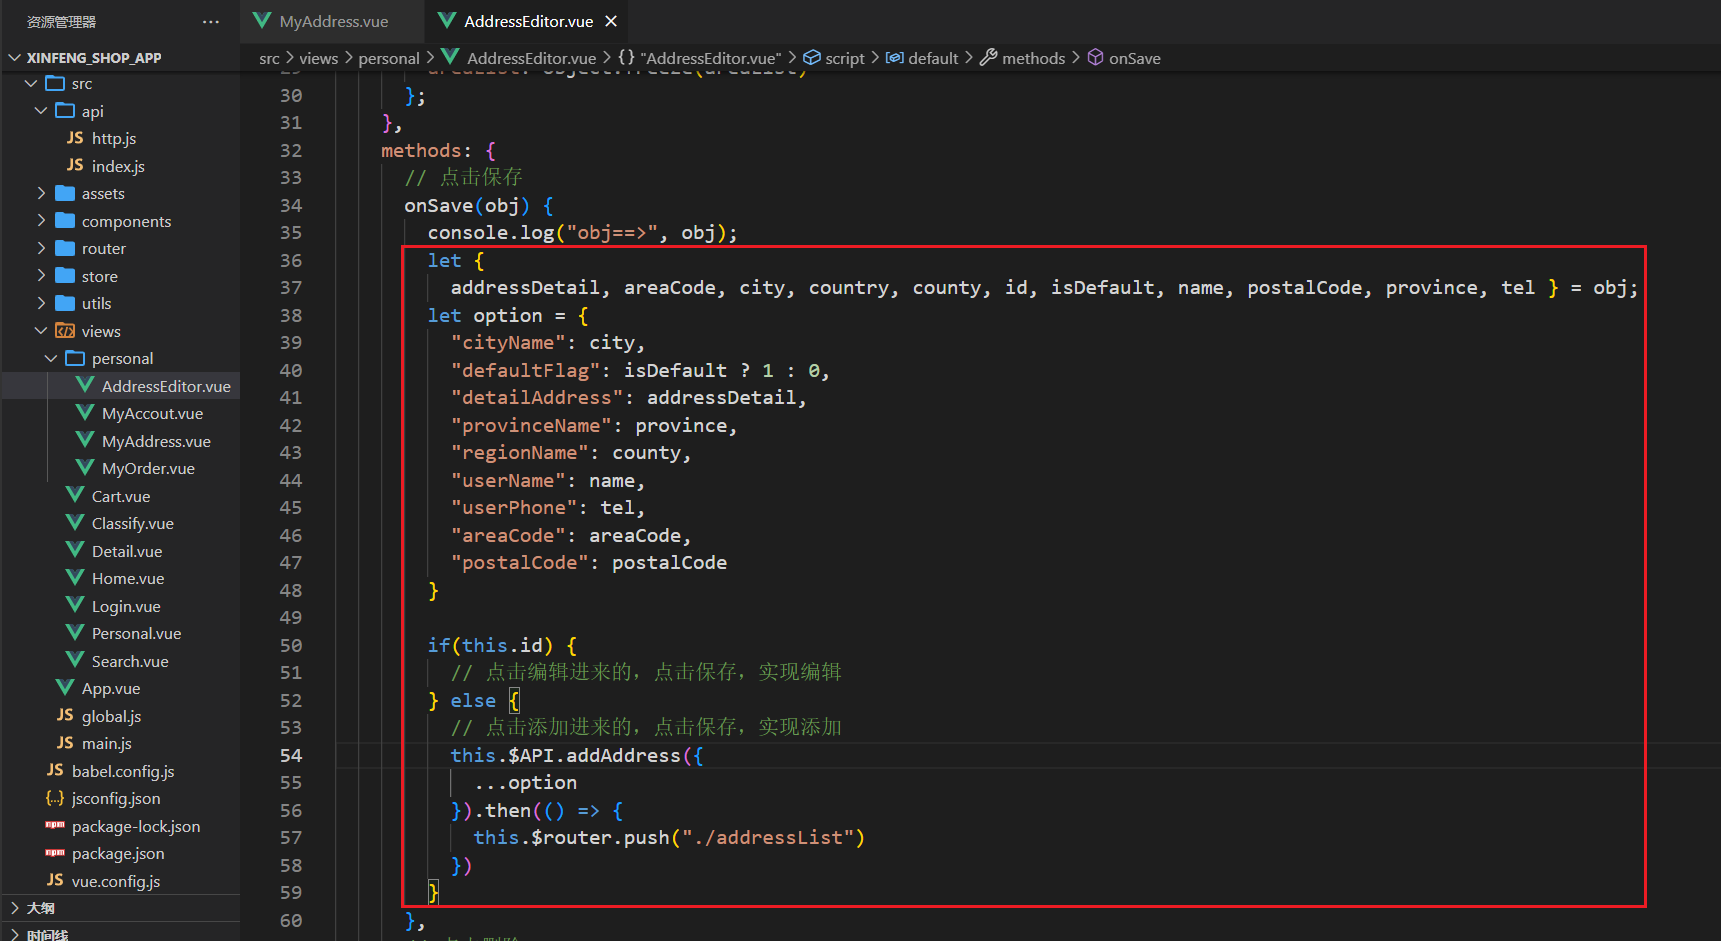 资源管理器
···
MyAddress.vue
AddressEditor.vue ×
XINFENG_SHOP_APP
src > views > personal > AddressEditor.vue > {} "AddressEditor.vue" > script > default > methods > onSave
src
api
JS http.js
JS index.js
assets
components
router
store
utils
views
personal
AddressEditor.vue
MyAccout.vue
MyAddress.vue
MyOrder.vue
Cart.vue
Classify.vue
Detail.vue
Home.vue
Login.vue
Personal.vue
Search.vue
App.vue
JS global.js
JS main.js
JS babel.config.js
{..} jsconfig.json
npm package-lock.json
npm package.json
JS vue.config.js
大纲
时间线
30 };
31 },
32 methods: {
33 // 点击保存
34 onSave(obj) {
35 console.log("obj==>", obj);
36 let {
37 addressDetail, areaCode, city, country, county, id, isDefault, name, postalCode, province, tel } = obj;
38 let option = {
39 "cityName": city,
40 "defaultFlag": isDefault ? 1 : 0,
41 "detailAddress": addressDetail,
42 "provinceName": province,
43 "regionName": county,
44 "userName": name,
45 "userPhone": tel,
46 "areaCode": areaCode,
47 "postalCode": postalCode
48 }
49
50 if(this.id) {
51 // 点击编辑进来的，点击保存，实现编辑
52 } else {
53 // 点击添加进来的，点击保存，实现添加
54 this.$API.addAddress({
55 ...option
56 }).then(() => {
57 this.$router.push("./addressList")
58 })
59 }
60 },